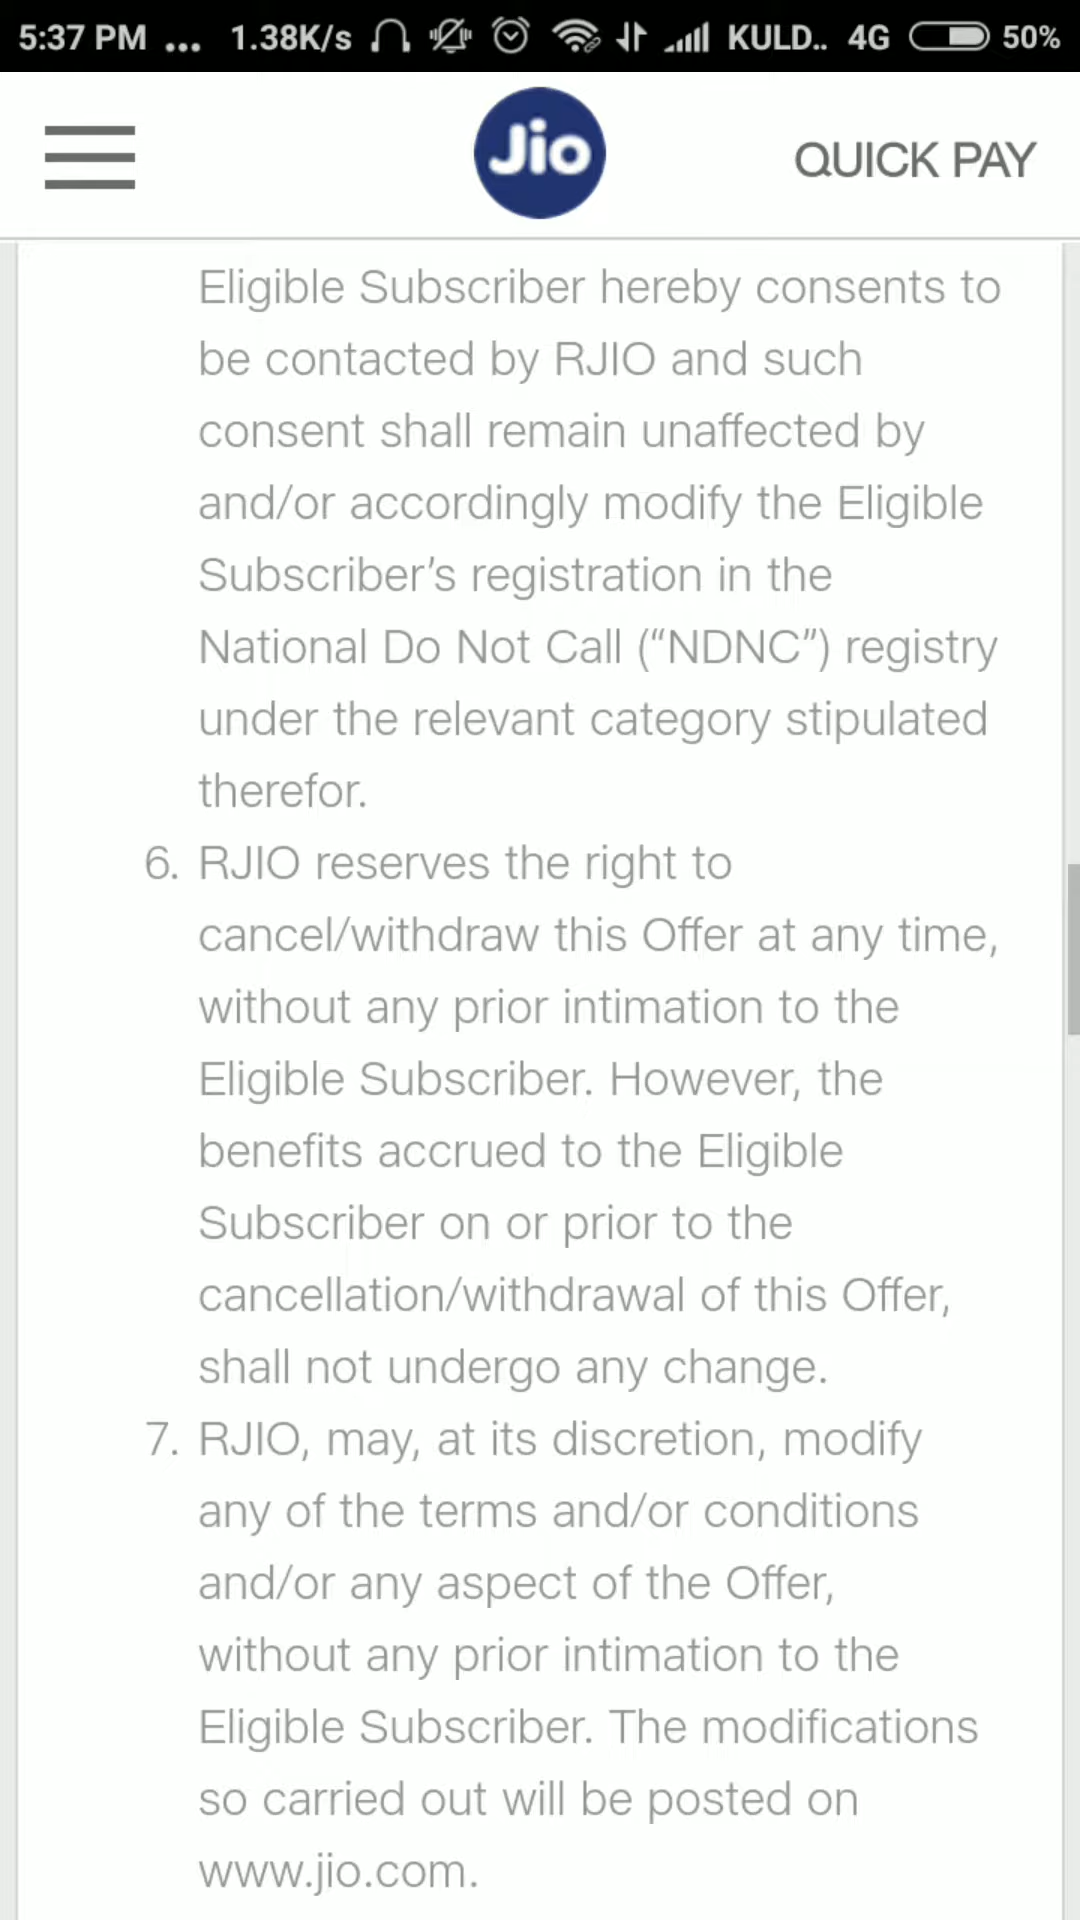 5:37 PM ... 1.38K/s KULD.. 4G 50%
Jio QUICK PAY
Eligible Subscriber hereby consents to
be contacted by RJIO and such
consent shall remain unaffected by
and/or accordingly modify the Eligible
Subscriber’s registration in the
National Do Not Call (“NDNC”) registry
under the relevant category stipulated
therefor.
6. RJIO reserves the right to
cancel/withdraw this Offer at any time,
without any prior intimation to the
Eligible Subscriber. However, the
benefits accrued to the Eligible
Subscriber on or prior to the
cancellation/withdrawal of this Offer,
shall not undergo any change.
7. RJIO, may, at its discretion, modify
any of the terms and/or conditions
and/or any aspect of the Offer,
without any prior intimation to the
Eligible Subscriber. The modifications
so carried out will be posted on
www.jio.com.